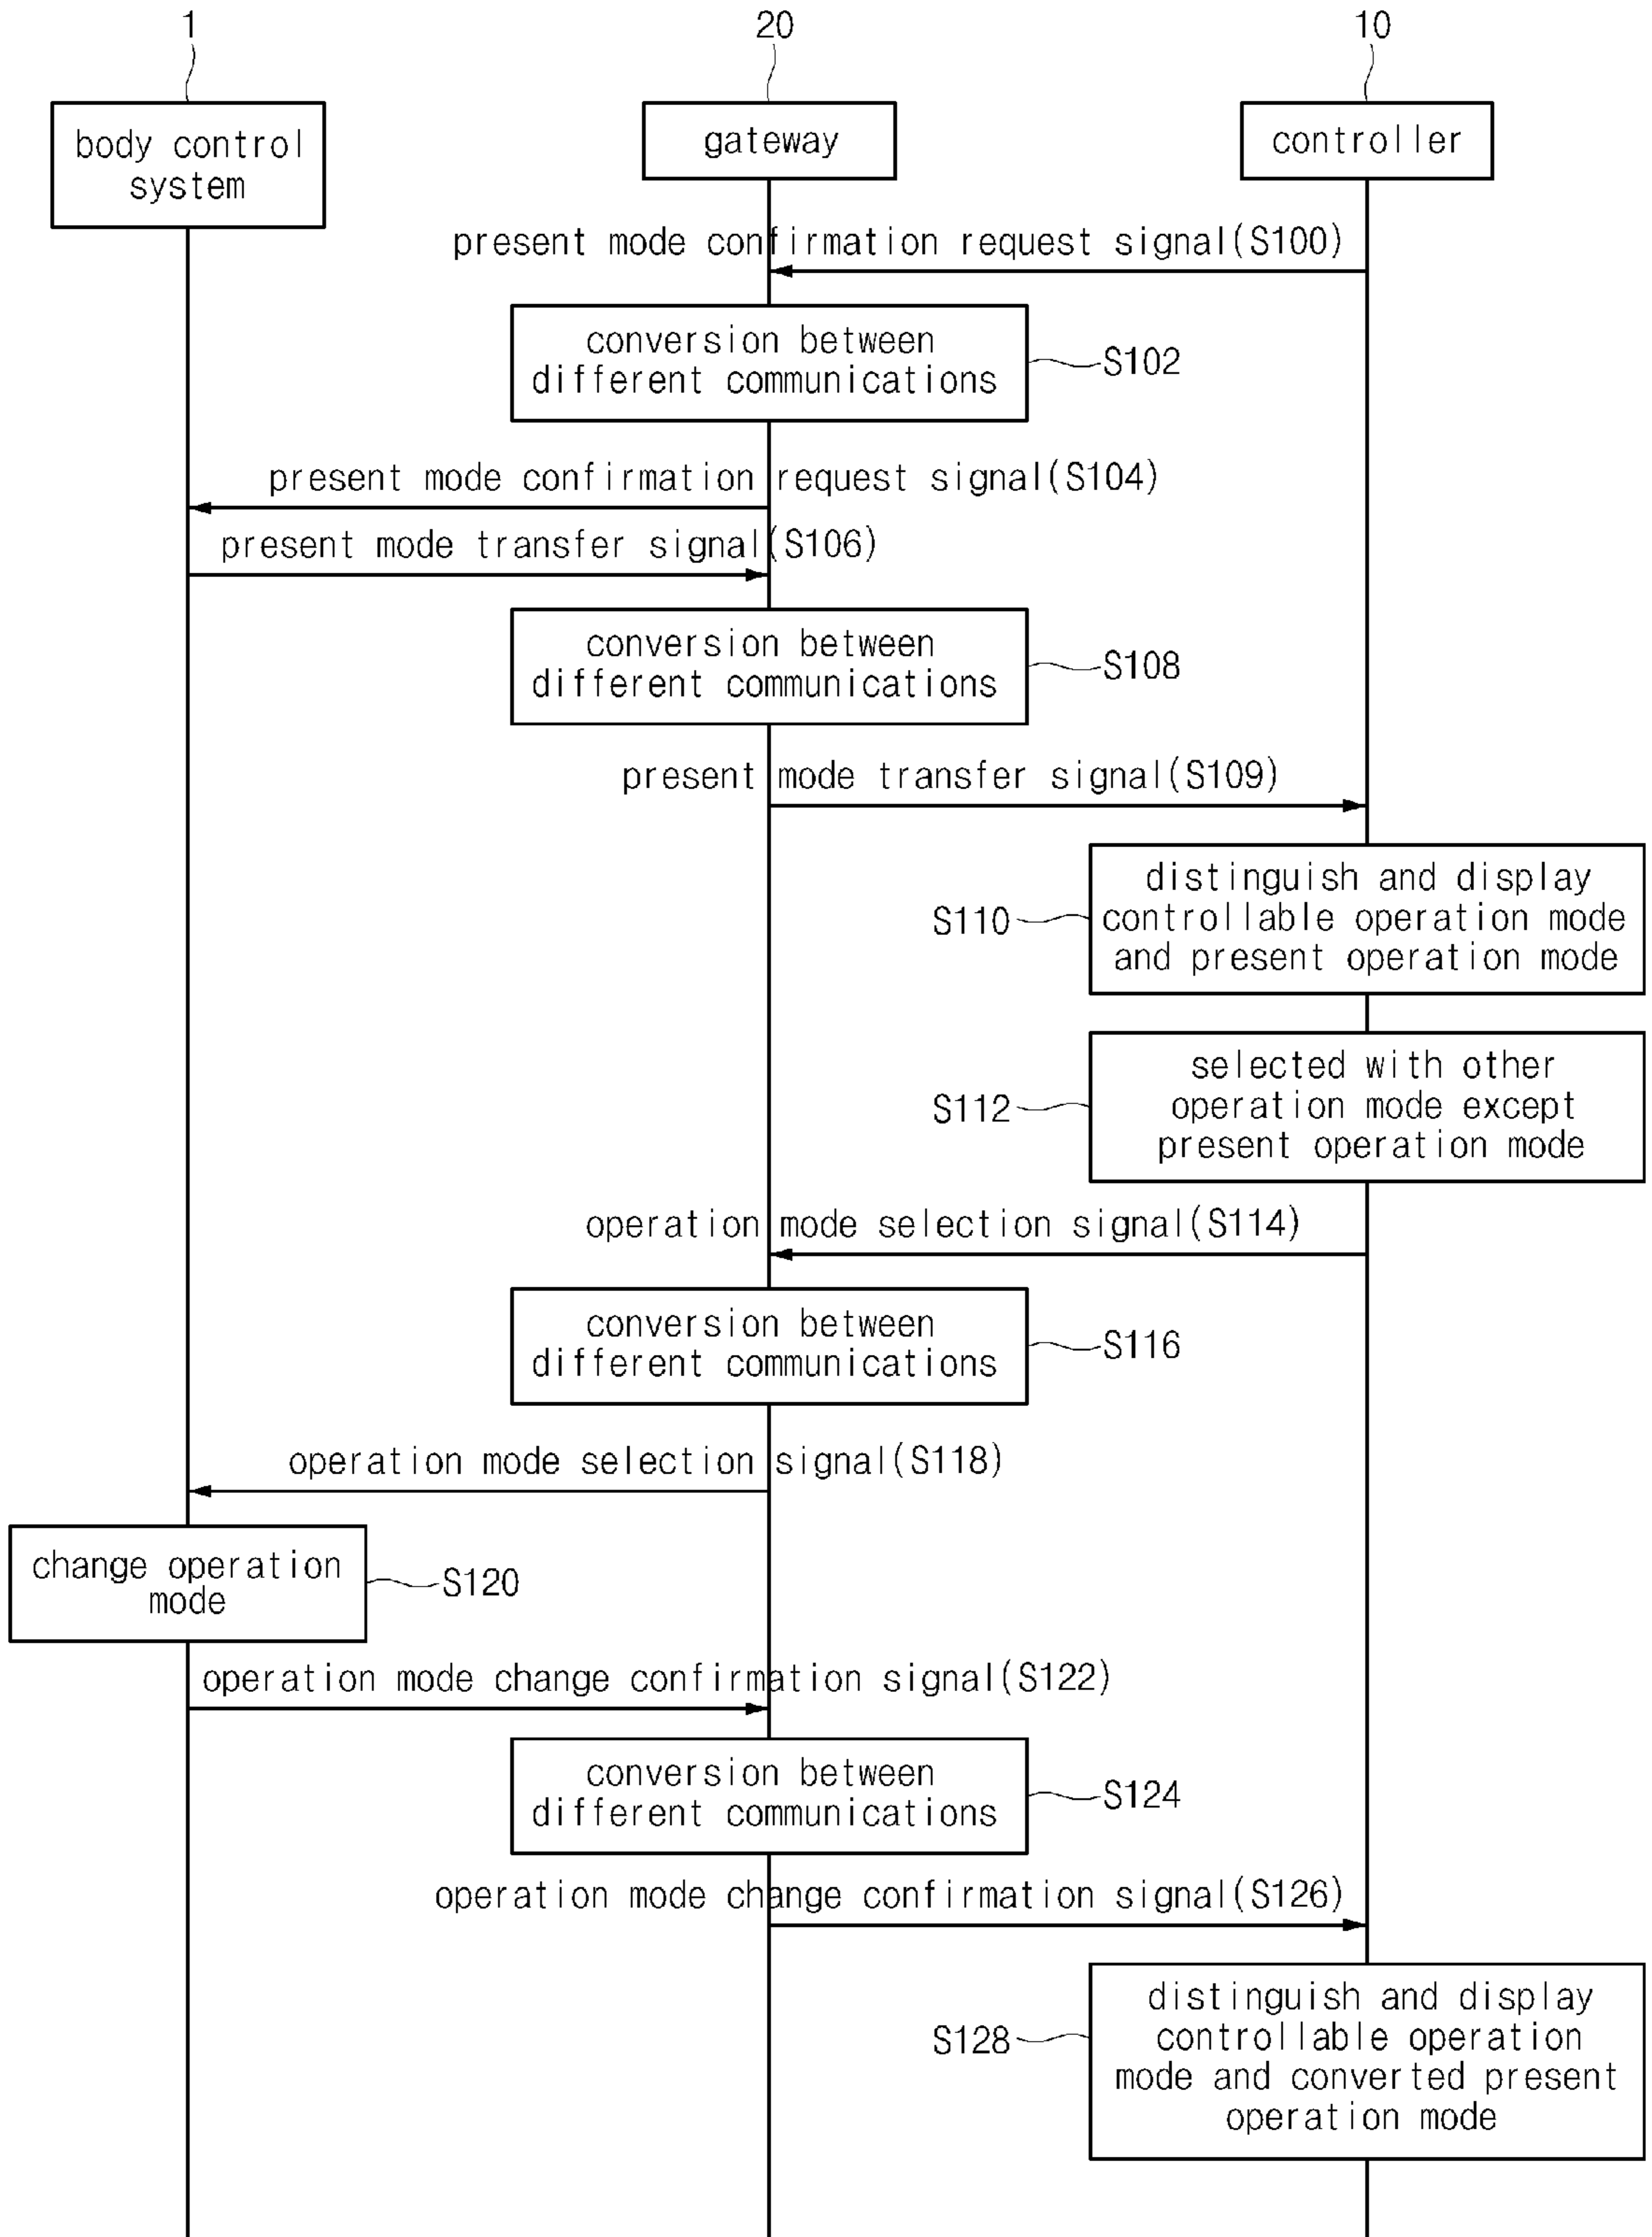 1
20
10
body control
system
gateway
controller
present mode confirmation request signal(S100)
conversion between
different communications
S102
present mode confirmation request signal(S104)
present mode transfer signal(S106)
conversion between
different communications
S108
present mode transfer signal(S109)
distinguish and display
controllable operation mode
and present operation mode
S110
selected with other
operation mode except
present operation mode
S112
operation mode selection signal(S114)
conversion between
different communications
S116
operation mode selection signal(S118)
change operation
mode
S120
operation mode change confirmation signal(S122)
conversion between
different communications
S124
operation mode change confirmation signal(S126)
distinguish and display
controllable operation
mode and converted present
operation mode
S128